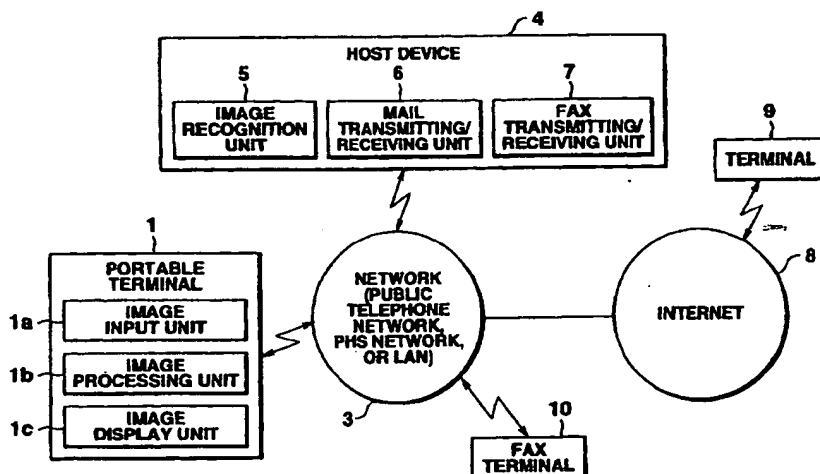 4
HOST DEVICE
5
6
7
IMAGE
RECOGNITION
UNIT
MAIL
TRANSMITTING/
RECEIVING UNIT
FAX
TRANSMITTING/
RECEIVING UNIT
9
TERMINAL
1
PORTABLE
TERMINAL
1a
IMAGE
INPUT UNIT
1b
IMAGE
PROCESSING UNIT
1c
IMAGE
DISPLAY UNIT
NETWORK
(PUBLIC
TELEPHONE
NETWORK,
PHS NETWORK,
OR LAN)
3
INTERNET
8
10
FAX
TERMINAL